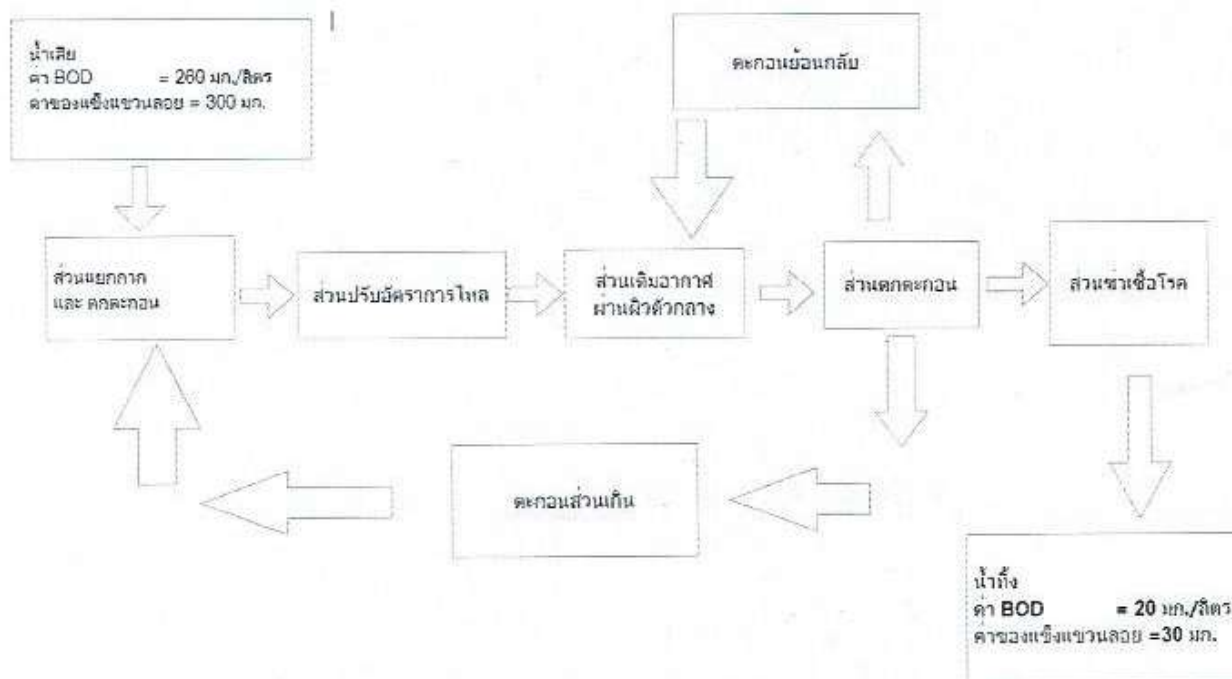 น้ำเสีย
ค่า BOD = 260 มก./ลิตร
ค่าของแข็งแขวนลอย = 300 มก.
ตะกอนย้อนกลับ
ส่วนแยกกาก
และ ตกตะกอน
ส่วนปรับอัตราการไหล
ส่วนเติมอากาศ
ผ่านผิวตัวกลาง
ส่วนตกตะกอน
ส่วนฆ่าเชื้อโรค
ตะกอนส่วนเกิน
น้ำทิ้ง
ค่า BOD = 20 มก./ลิตร
ค่าของแข็งแขวนลอย =30 มก.